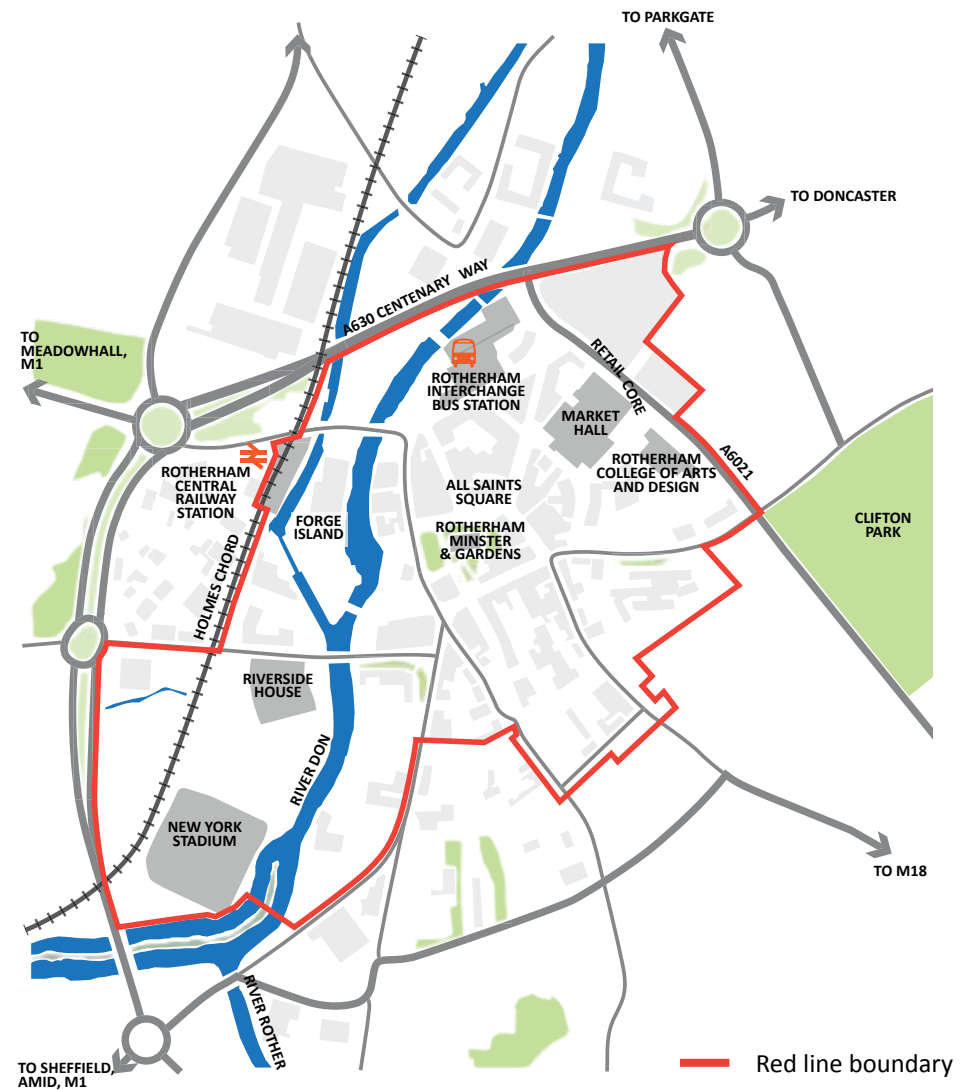 TO PARKGATE
TO DONCASTER
A630 CENTENARY WAY
TO
MEADOWHALL,
M1
ROTHERHAM
INTERCHANGE
BUS STATION
RETAIL CORE
MARKET
HALL
ROTHERHAM
COLLEGE OF ARTS
AND DESIGN
A6021
ROTHERHAM
CENTRAL
RAILWAY
STATION
ALL SAINTS
SQUARE
FORGE
ISLAND
ROTHERHAM
MINSTER
& GARDENS
CLIFTON
PARK
HOLMES CHORD
RIVERSIDE
HOUSE
RIVER DON
NEW YORK
STADIUM
TO M18
RIVER ROTHER
TO SHEFFIELD,
AMID, M1
Red line boundary